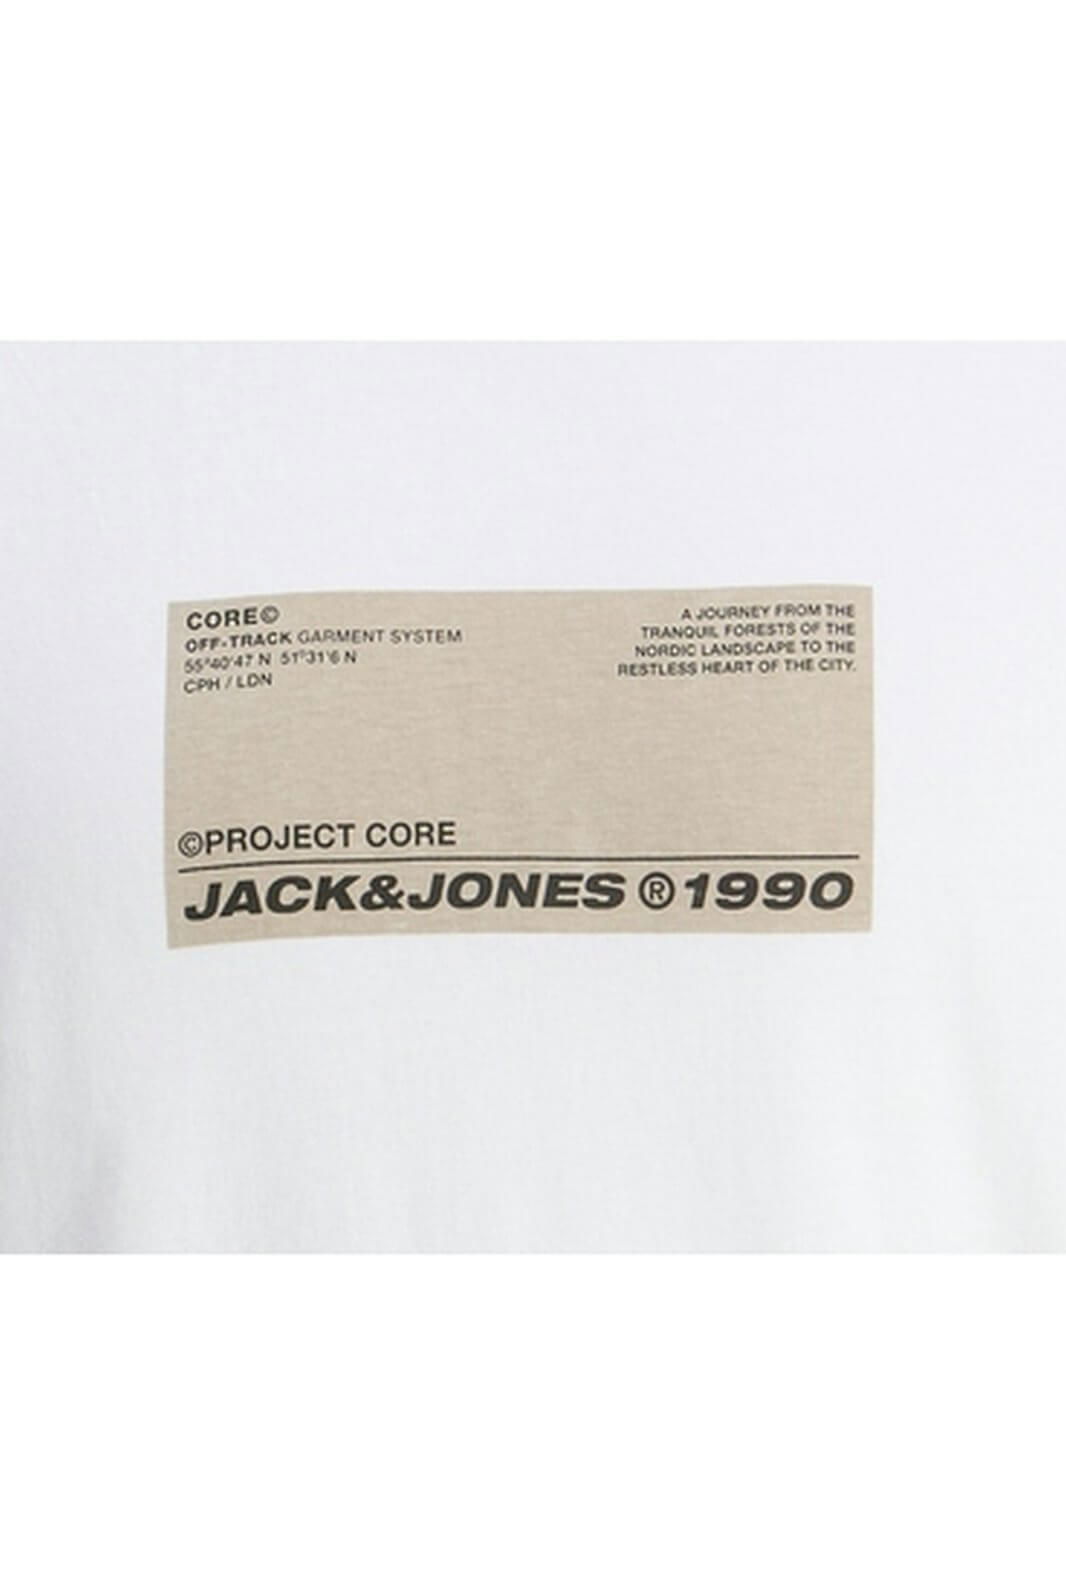 CORE©
OFF-TRACK GARMENT SYSTEM
55°40'47 N 51°31'6 N
CPH / LDN
A JOURNEY FROM THE
TRANQUIL FORESTS OF THE
NORDIC LANDSCAPE TO THE
RESTLESS HEART OF THE CITY.
©PROJECT CORE
JACK&JONES ® 1990